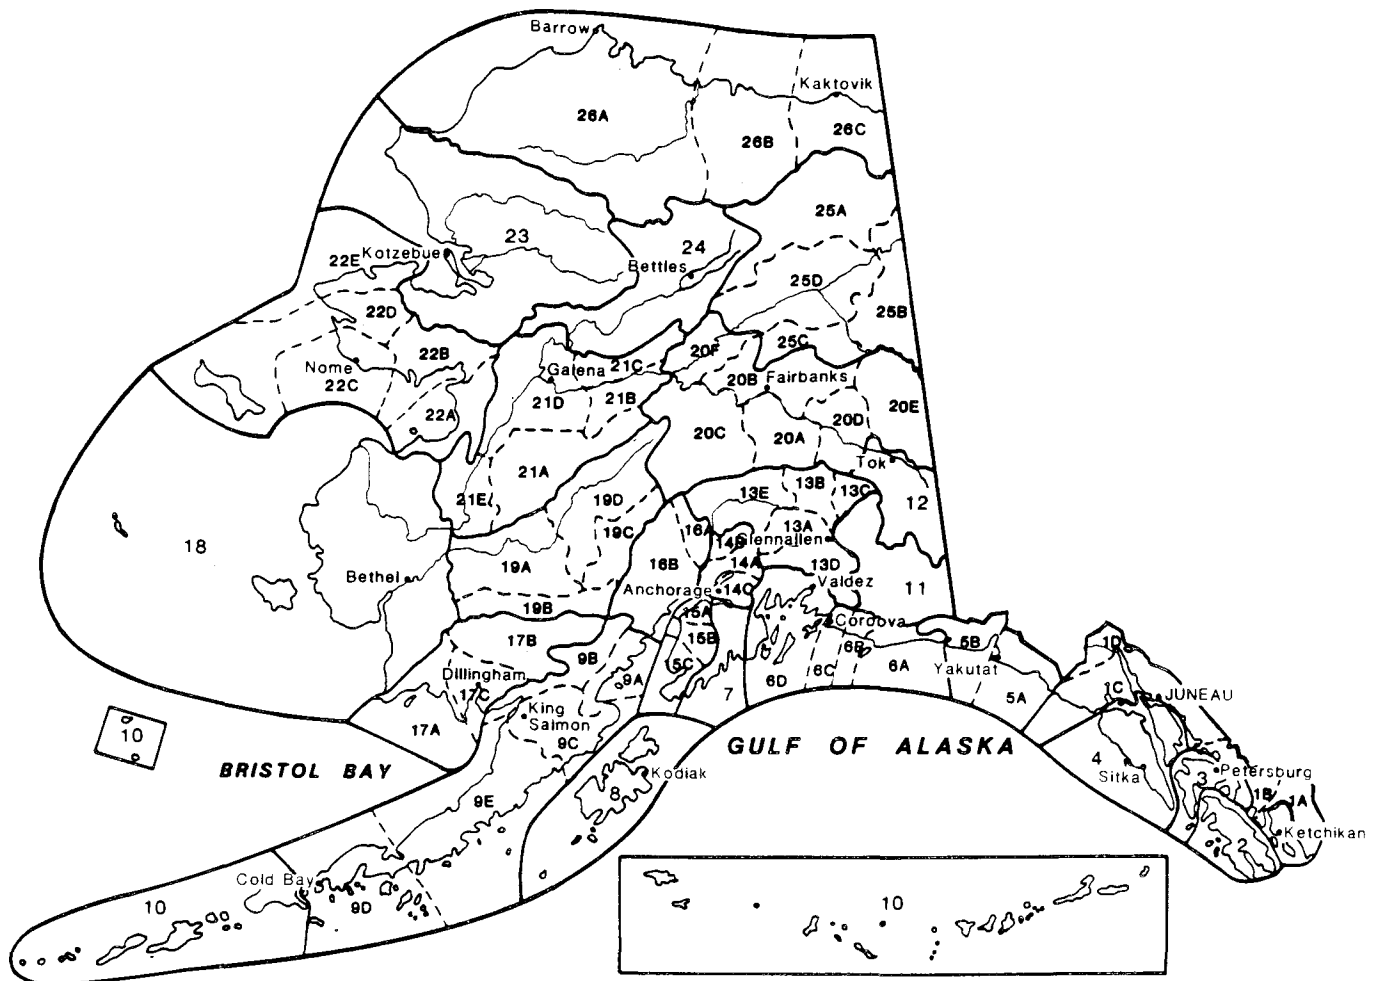 Barrow
Kaktovik
26A
26B
26C
25A
23
24
Kotzebue
22E
Bettles
25D
22D
25B
22B
20F
25C
Nome
22C
Galena
21C
20B
Fairbanks
21D
21B
22A
20D
20E
20C
20A
Tok
21A
21E
19D
13E
13B
13C
12
19C
16A
13A
Glennallen
14B
18
16B
14A
13D
Bethel
19A
Anchorage
14C
Valdez
11
19B
15A
Cordova
17B
15B
6B
5B
1D
9B
15C
6C
6A
Yakutat
Dillingham
9A
6D
17C
7
5A
1C
JUNEAU
King
Salmon
17A
9C
10
GULF OF ALASKA
4
BRISTOL BAY
Sitka
3
Petersburg
Kodiak
8
9E
1B
1A
Ketchikan
2
Cold Bay
10
9D
10